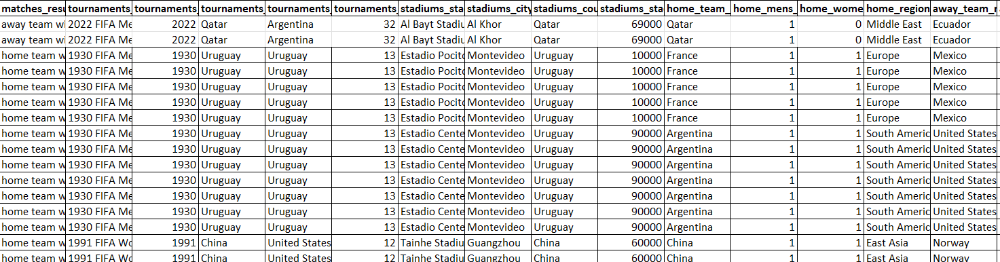 matches_resu tournaments_ tournaments_ tournaments_ tournaments_ tournaments_ stadiums_sta stadiums_city stadiums_cou stadiums_sta home_team_ home_mens_ home_wome home_region away_team_r
away team wi 2022 FIFA Me 2022 Qatar Argentina 32 Al Bayt Stadiu Al Khor Qatar 69000 Qatar 1 0 Middle East Ecuador
away team wi 2022 FIFA Me 2022 Qatar Argentina 32 Al Bayt Stadiu Al Khor Qatar 69000 Qatar 1 0 Middle East Ecuador
home team w 1930 FIFA Me 1930 Uruguay Uruguay 13 Estadio Pocito Montevideo Uruguay 10000 France 1 1 Europe Mexico
home team w 1930 FIFA Me 1930 Uruguay Uruguay 13 Estadio Pocito Montevideo Uruguay 10000 France 1 1 Europe Mexico
home team w 1930 FIFA Me 1930 Uruguay Uruguay 13 Estadio Pocito Montevideo Uruguay 10000 France 1 1 Europe Mexico
home team w 1930 FIFA Me 1930 Uruguay Uruguay 13 Estadio Pocito Montevideo Uruguay 10000 France 1 1 Europe Mexico
home team w 1930 FIFA Me 1930 Uruguay Uruguay 13 Estadio Pocito Montevideo Uruguay 10000 France 1 1 Europe Mexico
home team w 1930 FIFA Me 1930 Uruguay Uruguay 13 Estadio Cente Montevideo Uruguay 90000 Argentina 1 1 South Americ United States
home team w 1930 FIFA Me 1930 Uruguay Uruguay 13 Estadio Cente Montevideo Uruguay 90000 Argentina 1 1 South Americ United States
home team w 1930 FIFA Me 1930 Uruguay Uruguay 13 Estadio Cente Montevideo Uruguay 90000 Argentina 1 1 South Americ United States
home team w 1930 FIFA Me 1930 Uruguay Uruguay 13 Estadio Cente Montevideo Uruguay 90000 Argentina 1 1 South Americ United States
home team w 1930 FIFA Me 1930 Uruguay Uruguay 13 Estadio Cente Montevideo Uruguay 90000 Argentina 1 1 South Americ United States
home team w 1930 FIFA Me 1930 Uruguay Uruguay 13 Estadio Cente Montevideo Uruguay 90000 Argentina 1 1 South Americ United States
home team w 1930 FIFA Me 1930 Uruguay Uruguay 13 Estadio Cente Montevideo Uruguay 90000 Argentina 1 1 South Americ United States
home team w 1991 FIFA Wo 1991 China United States 12 Tainhe Stadiu Guangzhou China 60000 China 1 1 East Asia Norway
home team w 1991 FIFA Wo 1991 China United States 12 Tainhe Stadiu Guangzhou China 60000 China 1 1 East Asia Norway